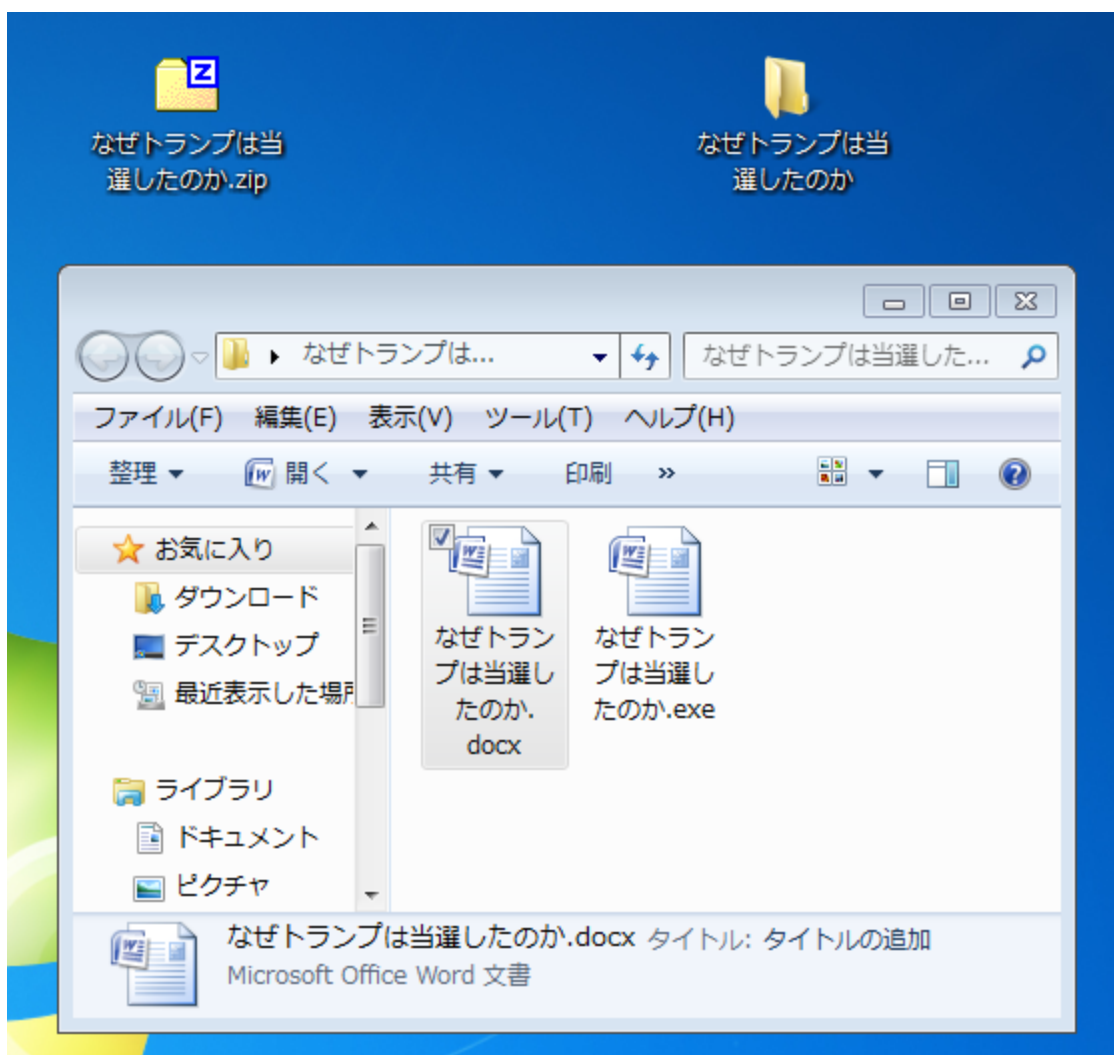 なぜトランプは当
選したのか.zip
なぜトランプは当
選したのか
なぜトランプは...
なぜトランプは当選した...
ファイル(F) 編集(E) 表示(V) ツール(T) ヘルプ(H)
整理 開く 共有 印刷 »
お気に入り
ダウンロード
デスクトップ
最近表示した場所
ライブラリ
ドキュメント
ピクチャ
なぜトラン
プは当選し
たのか.
docx
なぜトラン
プは当選し
たのか.exe
なぜトランプは当選したのか.docx タイトル: タイトルの追加
Microsoft Office Word 文書